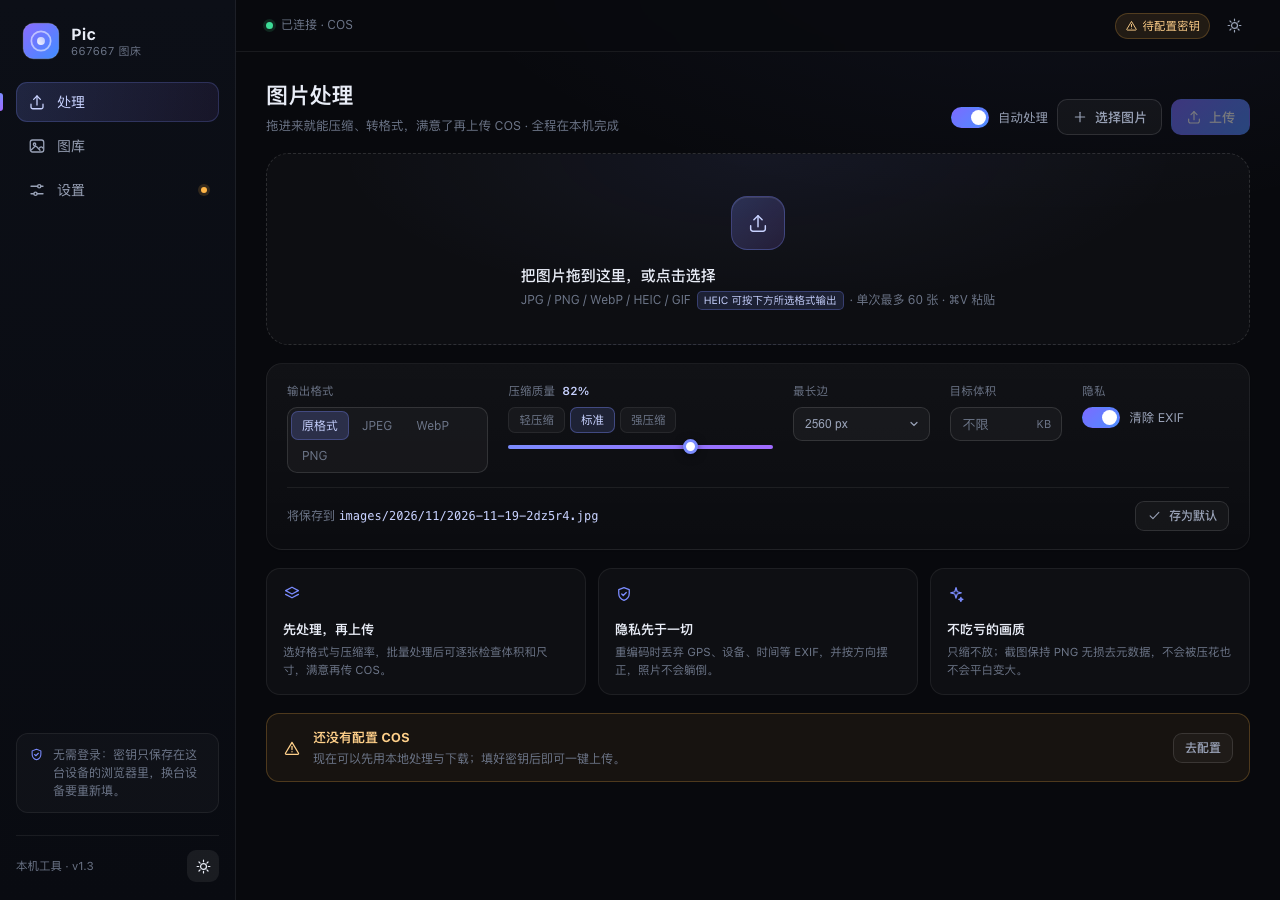 Pic
667667 图床
处理
图库
设置
无需登录：密钥只保存在这
台设备的浏览器里，换台设
备要重新填。
本机工具 · v1.3
已连接 · COS
待配置密钥
图片处理
拖进来就能压缩、转格式，满意了再上传 COS · 全程在本机完成
自动处理
选择图片
上传
把图片拖到这里，或点击选择
JPG / PNG / WebP / HEIC / GIF HEIC 可按下方所选格式输出 · 单次最多 60 张 · ⌘V 粘贴
输出格式
原格式 JPEG WebP
PNG
压缩质量 82%
轻压缩 标准 强压缩
最长边
2560 px
目标体积
不限 KB
隐私
清除 EXIF
将保存到 images/2026/11/2026-11-19-2dz5r4.jpg
存为默认
先处理，再上传
选好格式与压缩率，批量处理后可逐张检查体积和尺
寸，满意再传 COS。
隐私先于一切
重编码时丢弃 GPS、设备、时间等 EXIF，并按方向摆
正，照片不会躺倒。
不吃亏的画质
只缩不放；截图保持 PNG 无损去元数据，不会被压花也
不会平白变大。
还没有配置 COS
现在可以先用本地处理与下载；填好密钥后即可一键上传。
去配置